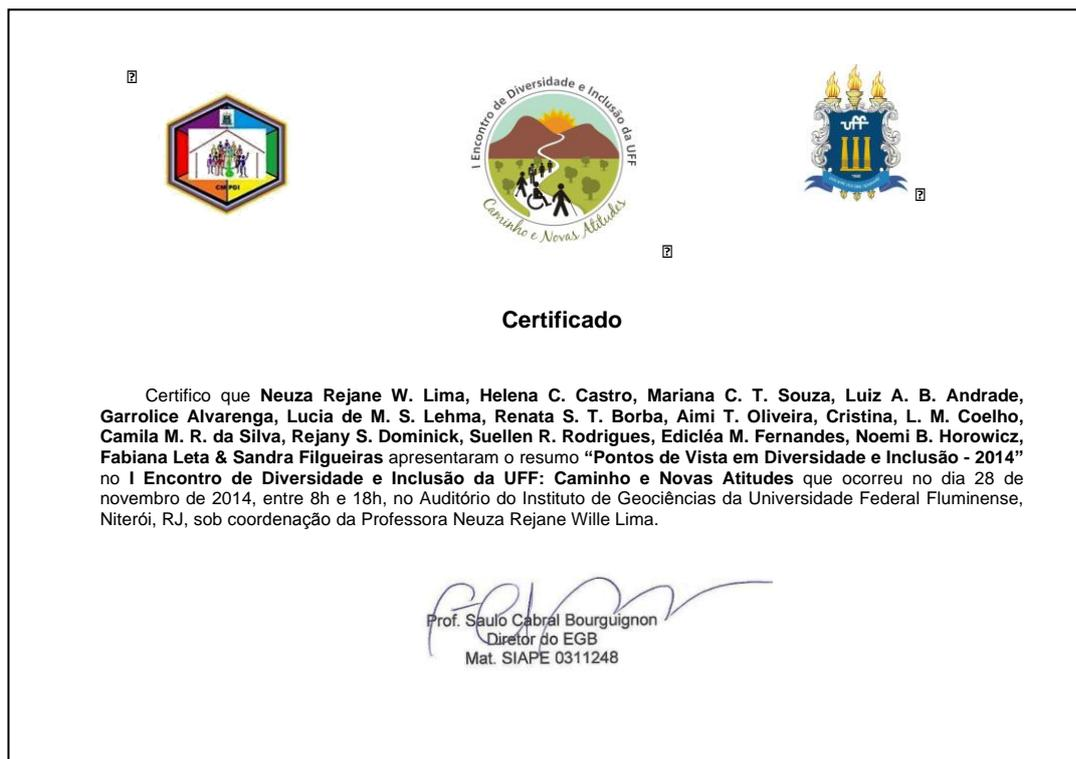 CMPDI
I Encontro de Diversidade e Inclusão da UFF
Caminho e Novas Atitudes
uff
Certificado
Certifico que Neuza Rejane W. Lima, Helena C. Castro, Mariana C. T. Souza, Luiz A. B. Andrade,
Garrolice Alvarenga, Lucia de M. S. Lehma, Renata S. T. Borba, Aimi T. Oliveira, Cristina, L. M. Coelho,
Camila M. R. da Silva, Rejany S. Dominick, Suellen R. Rodrigues, Edicléa M. Fernandes, Noemi B. Horowicz,
Fabiana Leta & Sandra Filgueiras apresentaram o resumo “Pontos de Vista em Diversidade e Inclusão - 2014”
no I Encontro de Diversidade e Inclusão da UFF: Caminho e Novas Atitudes que ocorreu no dia 28 de
novembro de 2014, entre 8h e 18h, no Auditório do Instituto de Geociências da Universidade Federal Fluminense,
Niterói, RJ, sob coordenação da Professora Neuza Rejane Wille Lima.
Prof. Saulo Cabral Bourguignon
Diretor do EGB
Mat. SIAPE 0311248